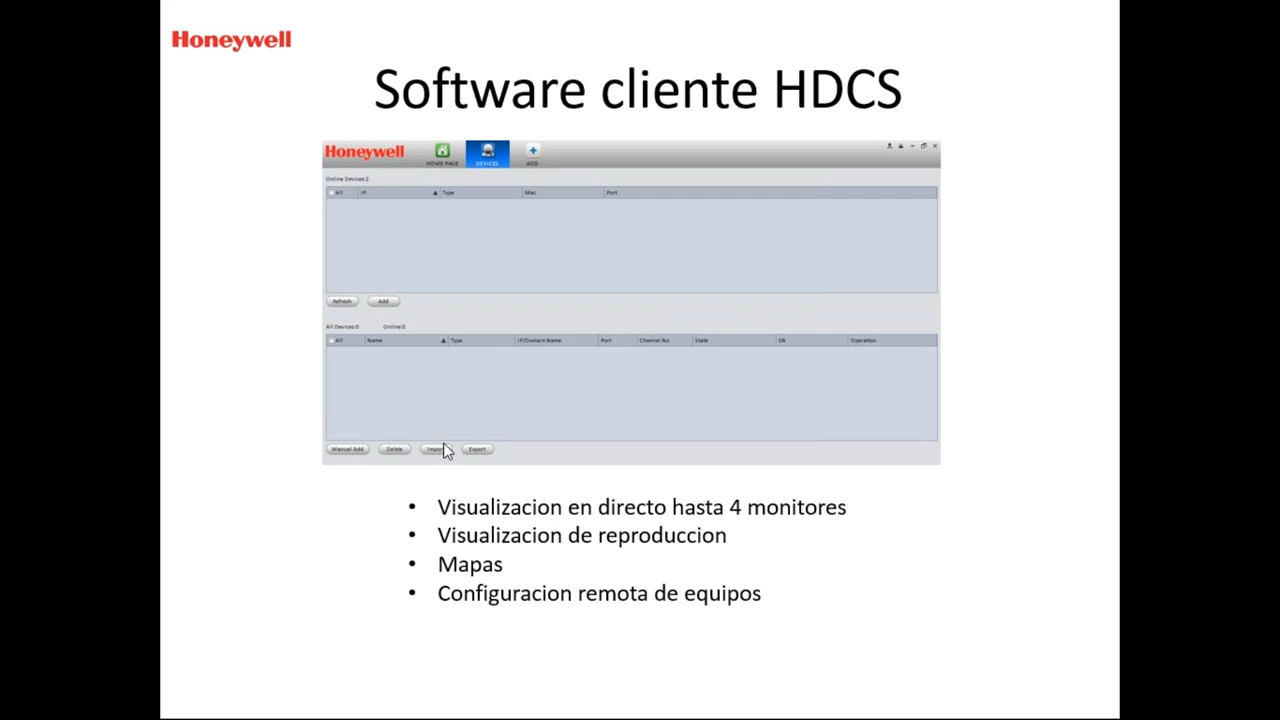 Honeywell
Software cliente HDCS
Honeywell
HOME PAGE DEVICES ADD
Online Devices:2
All IP Type Mac Port
Refresh Add
All Devices:0 Online:0
All Name Type IP/Domain Name Port Channel No. State SN Operation
Manual Add Delete Export
• Visualizacion en directo hasta 4 monitores
• Visualizacion de reproduccion
• Mapas
• Configuracion remota de equipos